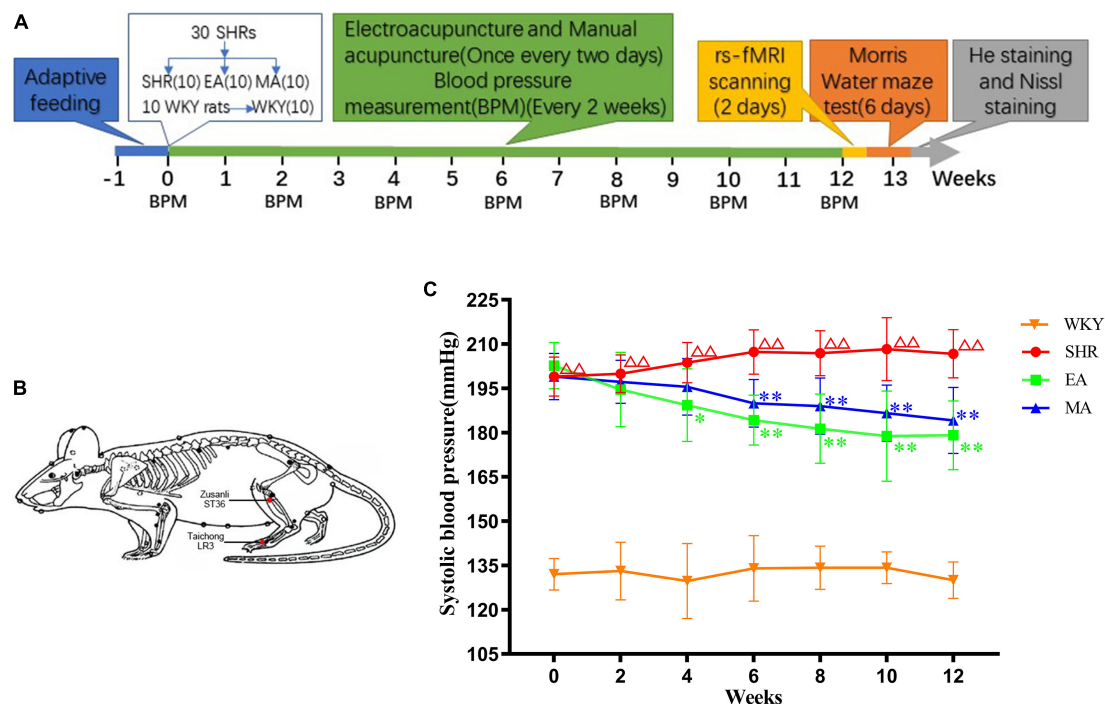 A
Adaptive
feeding
30 SHRs
SHR(10) EA(10) MA(10)
10 WKY rats WKY(10)
Electroacupuncture and Manual
acupuncture(Once every two days)
Blood pressure
measurement(BPM)(Every 2 weeks)
rs-fMRI
scanning
(2 days)
Morris
Water maze
test(6 days)
He staining
and Nissl
staining
-1 0 1 2 3 4 5 6 7 8 9 10 11 12 13 Weeks
BPM BPM BPM BPM BPM BPM BPM
B
Zusanli
ST36
Taichong
LR3
C
Systolic blood pressure(mmHg)
225
210
195
180
165
150
135
120
105
△△ △△ △△ △△ △△ △△ △△
** ** ** **
* ** ** ** **
0 2 4 6 8 10 12
Weeks
WKY
SHR
EA
MA